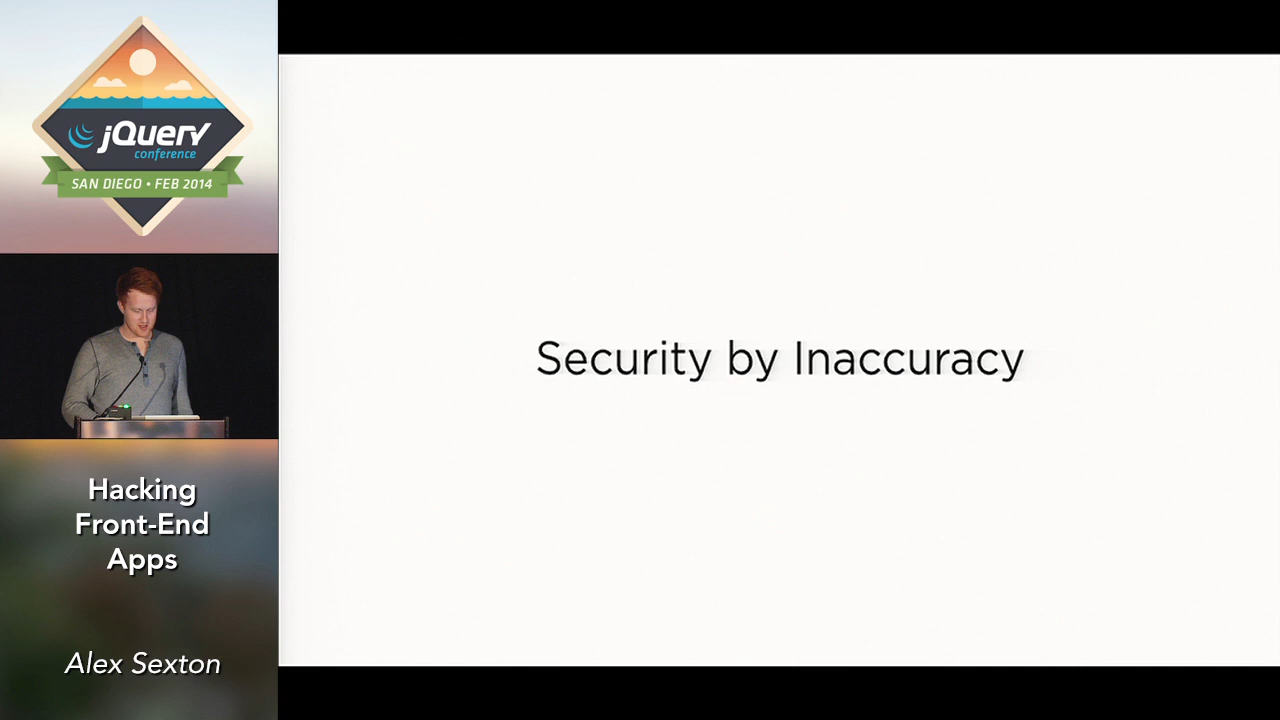 jQuery
conference
SAN DIEGO • FEB 2014
Security by Inaccuracy
Hacking
Front-End
Apps
Alex Sexton